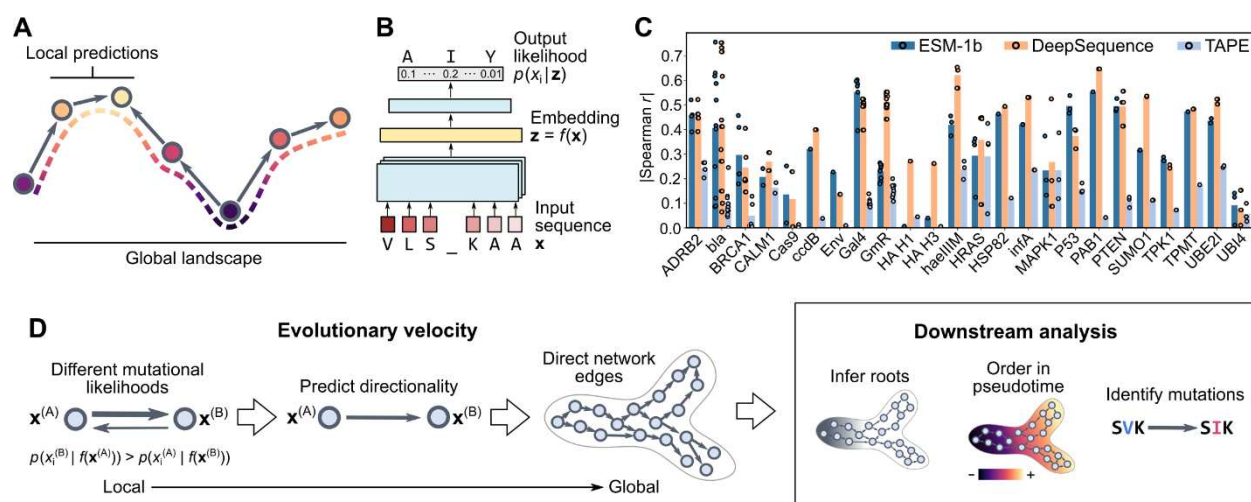 A
Local predictions
Global landscape
B
A I Y
0.1 ... 0.2 ... 0.01
Output
likelihood
p(xᵢ|z)
Embedding
z = f(x)
Input
sequence
x
V L S _ K A A
C
ESM-1b DeepSequence TAPE
|Spearman r|
0.7
0.6
0.5
0.4
0.3
0.2
0.1
0.0
ADRB2
bla
BRCA1
CALM1
Cas9
ccdB
Env
Gal4
GmR
HA H1
HA H3
haeIIIM
HRAS
HSP82
infA
MAPK1
P53
PAB1
PTEN
SUMO1
TPK1
TPMT
UBE2I
UBI4
D
Evolutionary velocity
Different mutational
likelihoods
x⁽ᴬ⁾ x⁽ᴮ⁾
p(xᵢ⁽ᴮ⁾ | f(x⁽ᴬ⁾)) > p(xᵢ⁽ᴬ⁾ | f(x⁽ᴮ⁾))
Predict directionality
x⁽ᴬ⁾ x⁽ᴮ⁾
Direct network
edges
Local Global
Downstream analysis
Infer roots
Order in
pseudotime
− +
Identify mutations
SVK SIK